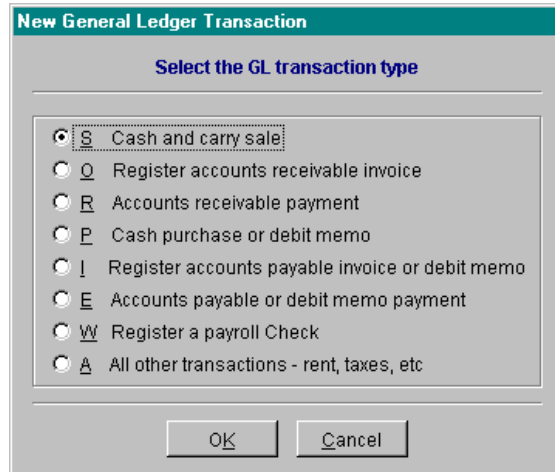 New General Ledger Transaction
Select the GL transaction type
S Cash and carry sale
O Register accounts receivable invoice
R Accounts receivable payment
P Cash purchase or debit memo
I Register accounts payable invoice or debit memo
E Accounts payable or debit memo payment
W Register a payroll Check
A All other transactions - rent, taxes, etc
OK Cancel